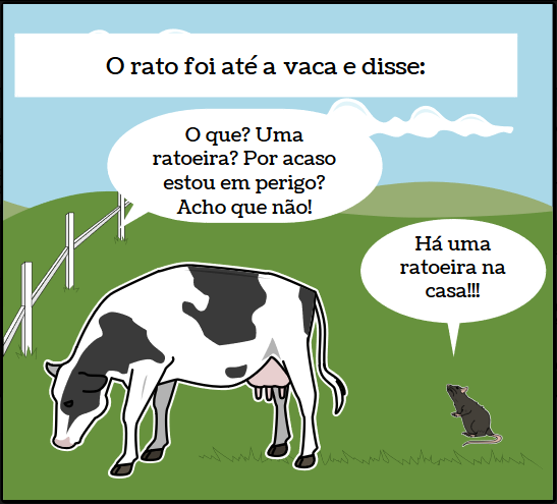 O rato foi até a vaca e disse:
O que? Uma
ratoeira? Por acaso
estou em perigo?
Acho que não!
Há uma
ratoeira na
casa!!!